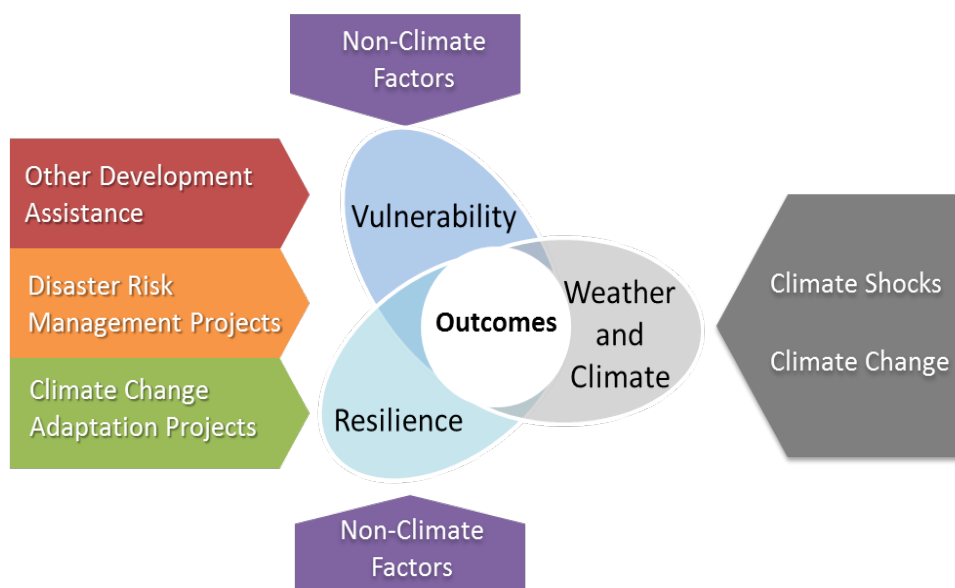 Non-Climate
Factors
Other Development
Assistance
Disaster Risk
Management Projects
Climate Change
Adaptation Projects
Vulnerability
Outcomes
Weather
and
Climate
Resilience
Climate Shocks
Climate Change
Non-Climate
Factors